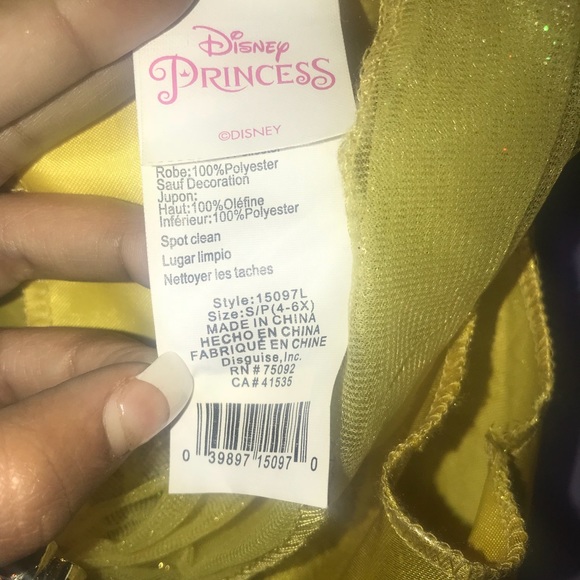 Disney
PRINCESS
©DISNEY
Robe:100%Polyester
Sauf Decoration
Jupon:
Haut:100%Oléfine
Inférieur:100%Polyester
Spot clean
Lugar limpio
Nettoyer les taches
Style:15097L
Size:S/P(4-6X)
MADE IN CHINA
HECHO EN CHINA
FABRIQUÉ EN CHINE
Disguise,Inc.
RN # 75092
CA # 41535
0 39897 15097 0